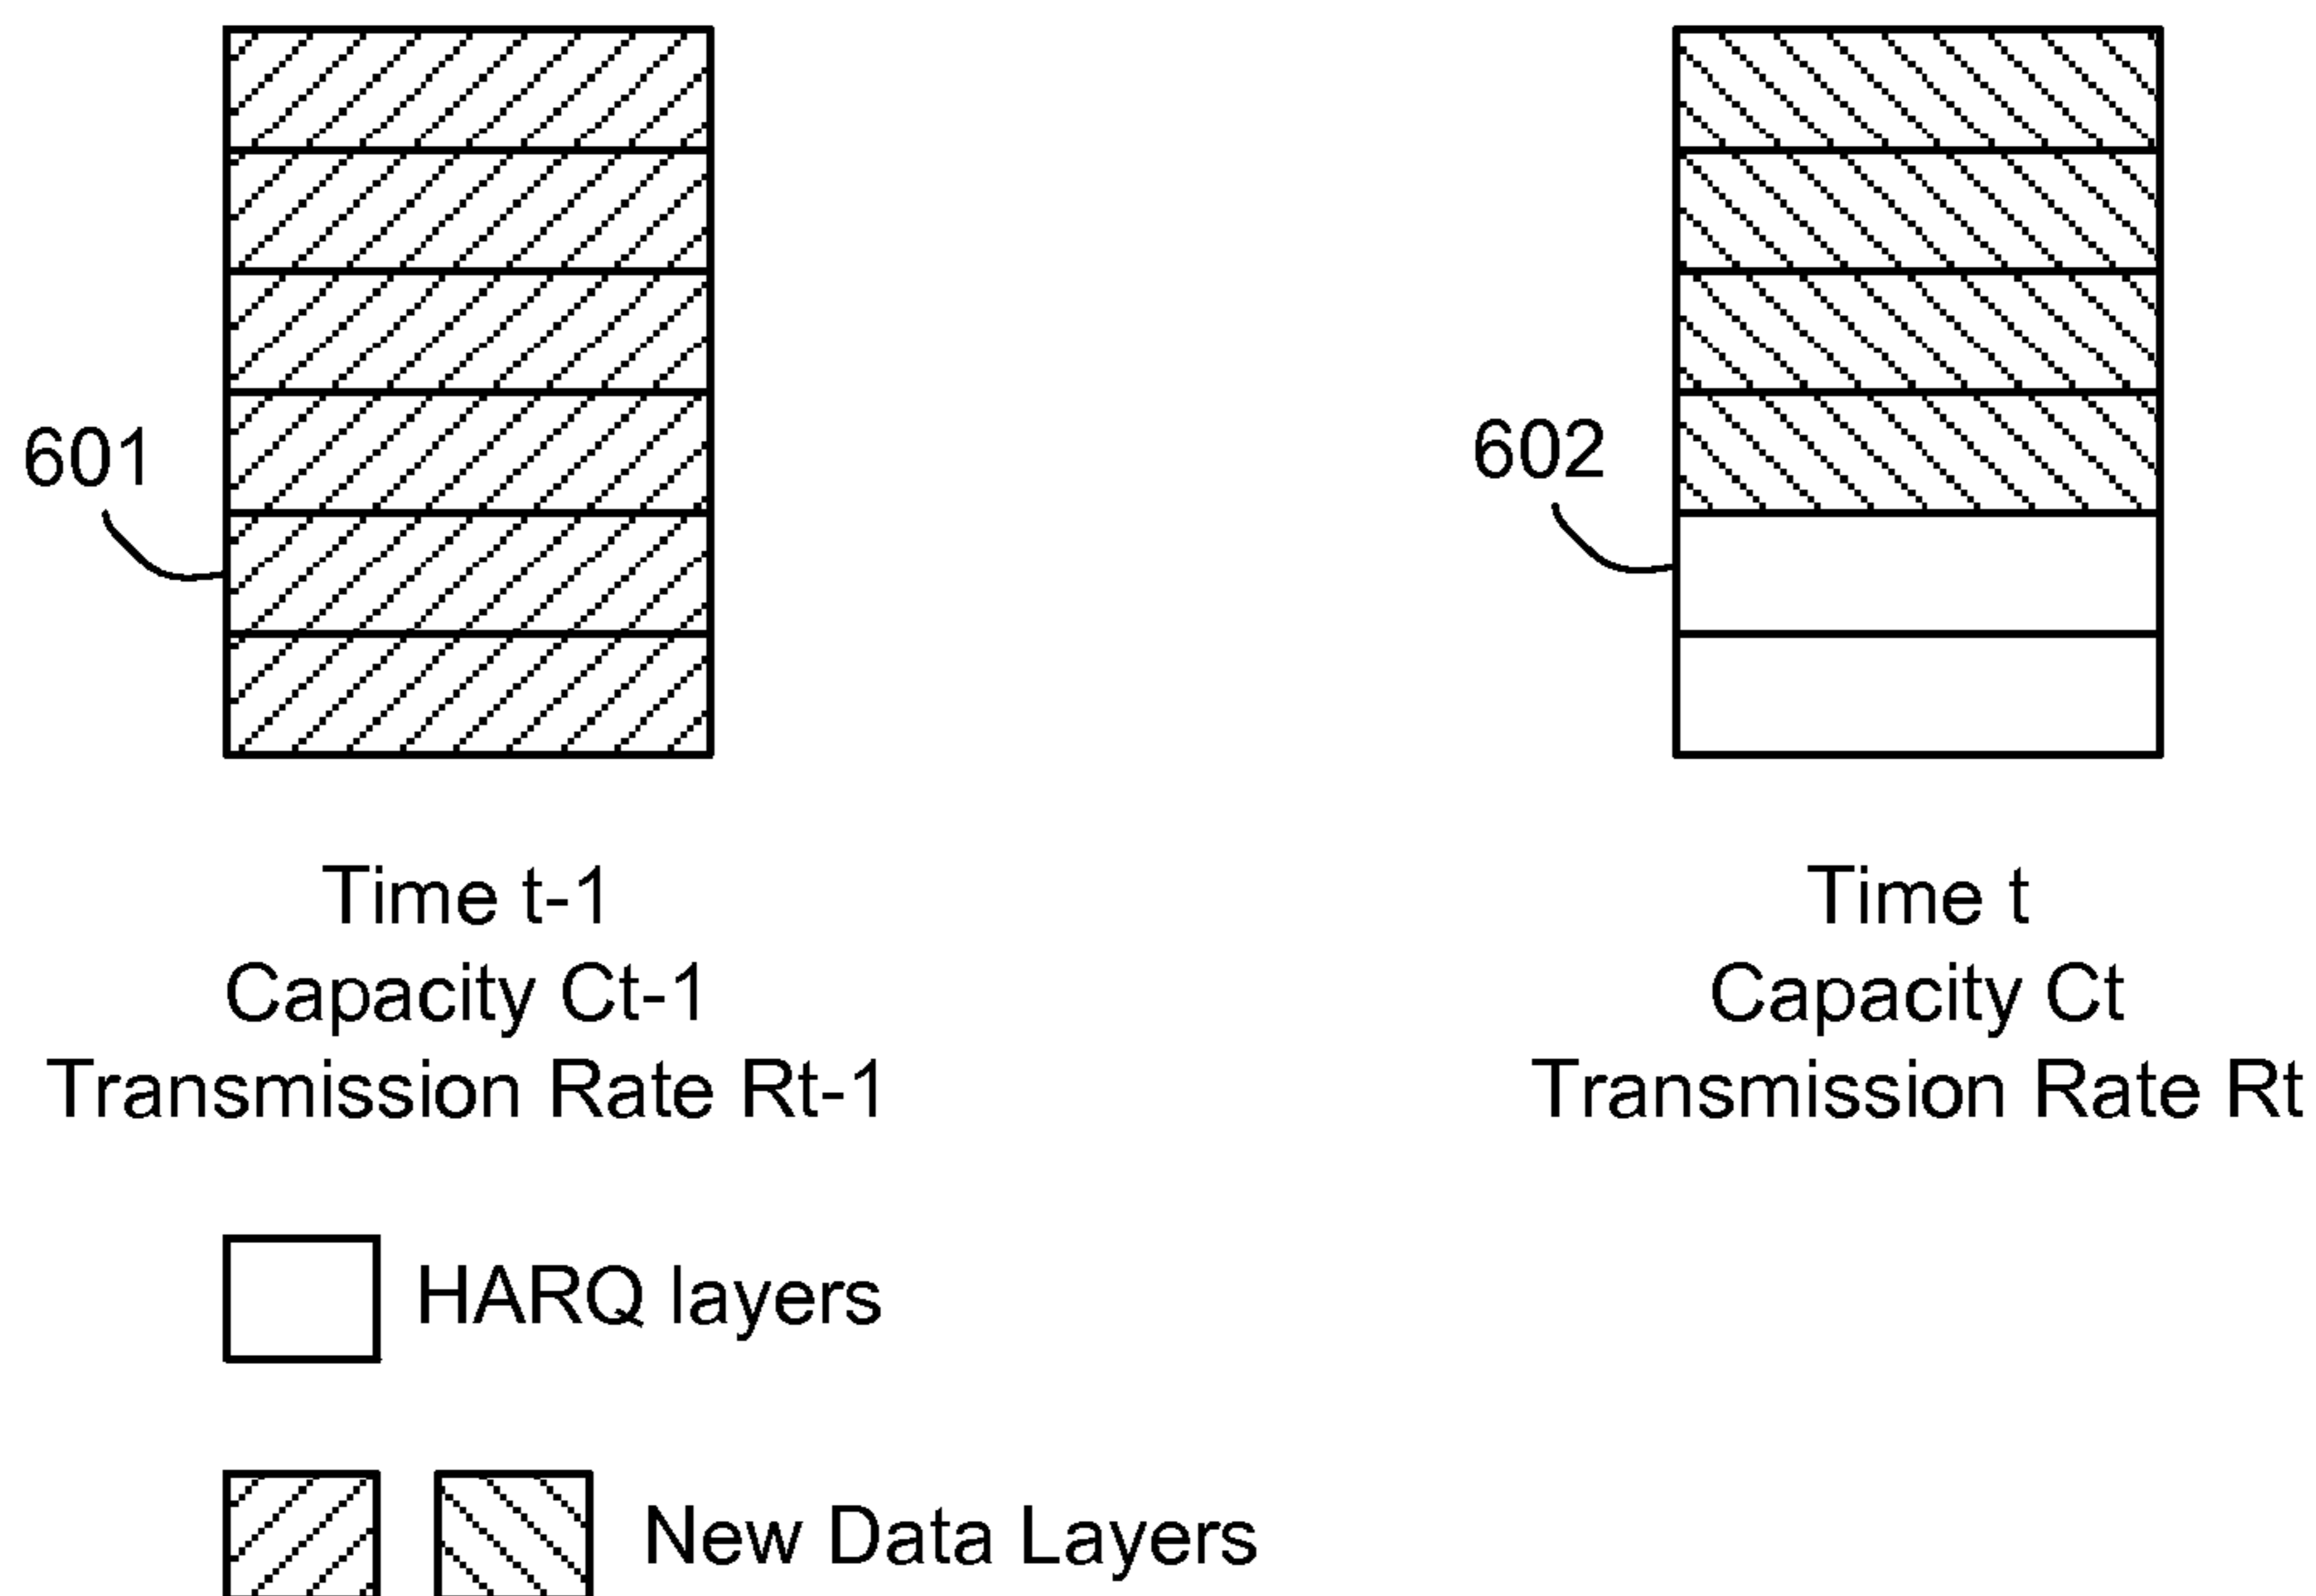 601
602
Time t-1
Capacity Ct-1
Transmission Rate Rt-1
Time t
Capacity Ct
Transmission Rate Rt
HARQ layers
New Data Layers